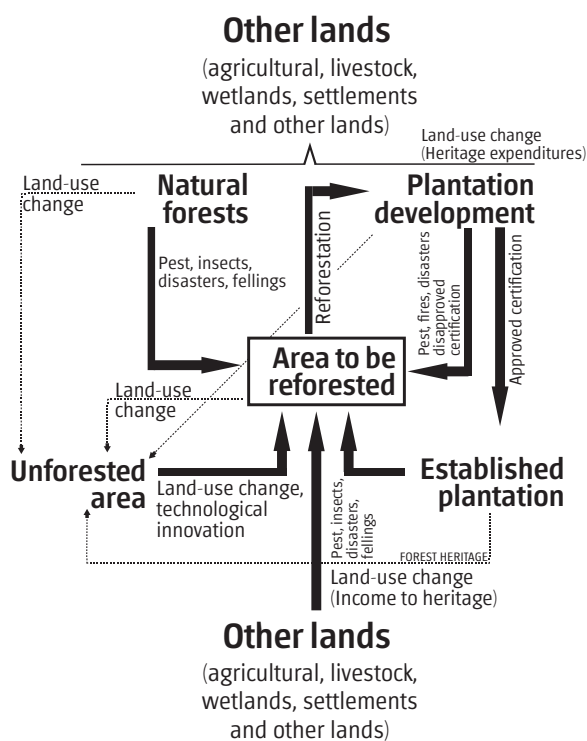 Other lands
(agricultural, livestock,
wetlands, settlements
and other lands)
Land-use change
(Heritage expenditures)
Land-use
change
Natural
forests
Plantation
development
Pest, insects,
disasters, fellings
Reforestation
Pest, fires, disasters
disapproved
certification
Approved certification
Area to be
reforested
Land-use
change
Unforested
area
Land-use change,
technological
innovation
Pest, insects,
disasters,
fellings
Established
plantation
FOREST HERITAGE
Land-use change
(Income to heritage)
Other lands
(agricultural, livestock,
wetlands, settlements
and other lands)